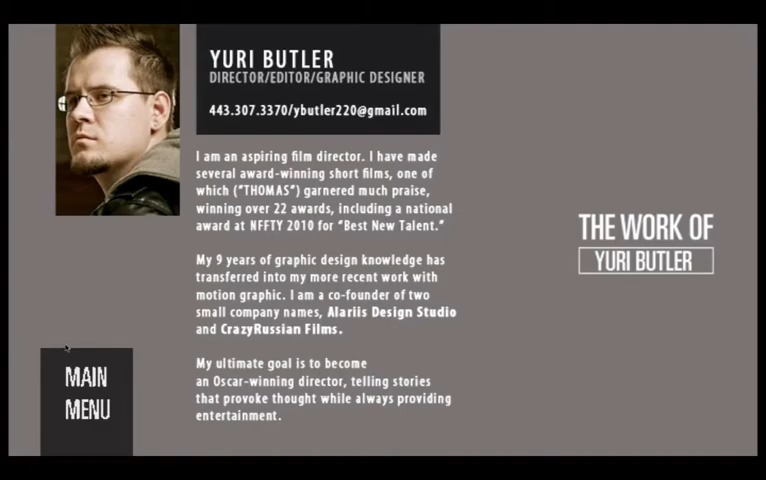 YURI BUTLER
DIRECTOR/EDITOR/GRAPHIC DESIGNER
443.307.3370/ybutler220@gmail.com
I am an aspiring film director. I have made
several award-winning short films, one of
which ("THOMAS") garnered much praise,
winning over 22 awards, including a national
award at NFFTY 2010 for "Best New Talent."
My 9 years of graphic design knowledge has
transferred into my more recent work with
motion graphic. I am a co-founder of two
small company names, Alariis Design Studio
and CrazyRussian Films.
My ultimate goal is to become
an Oscar-winning director, telling stories
that provoke thought while always providing
entertainment.
THE WORK OF
YURI BUTLER
MAIN
MENU